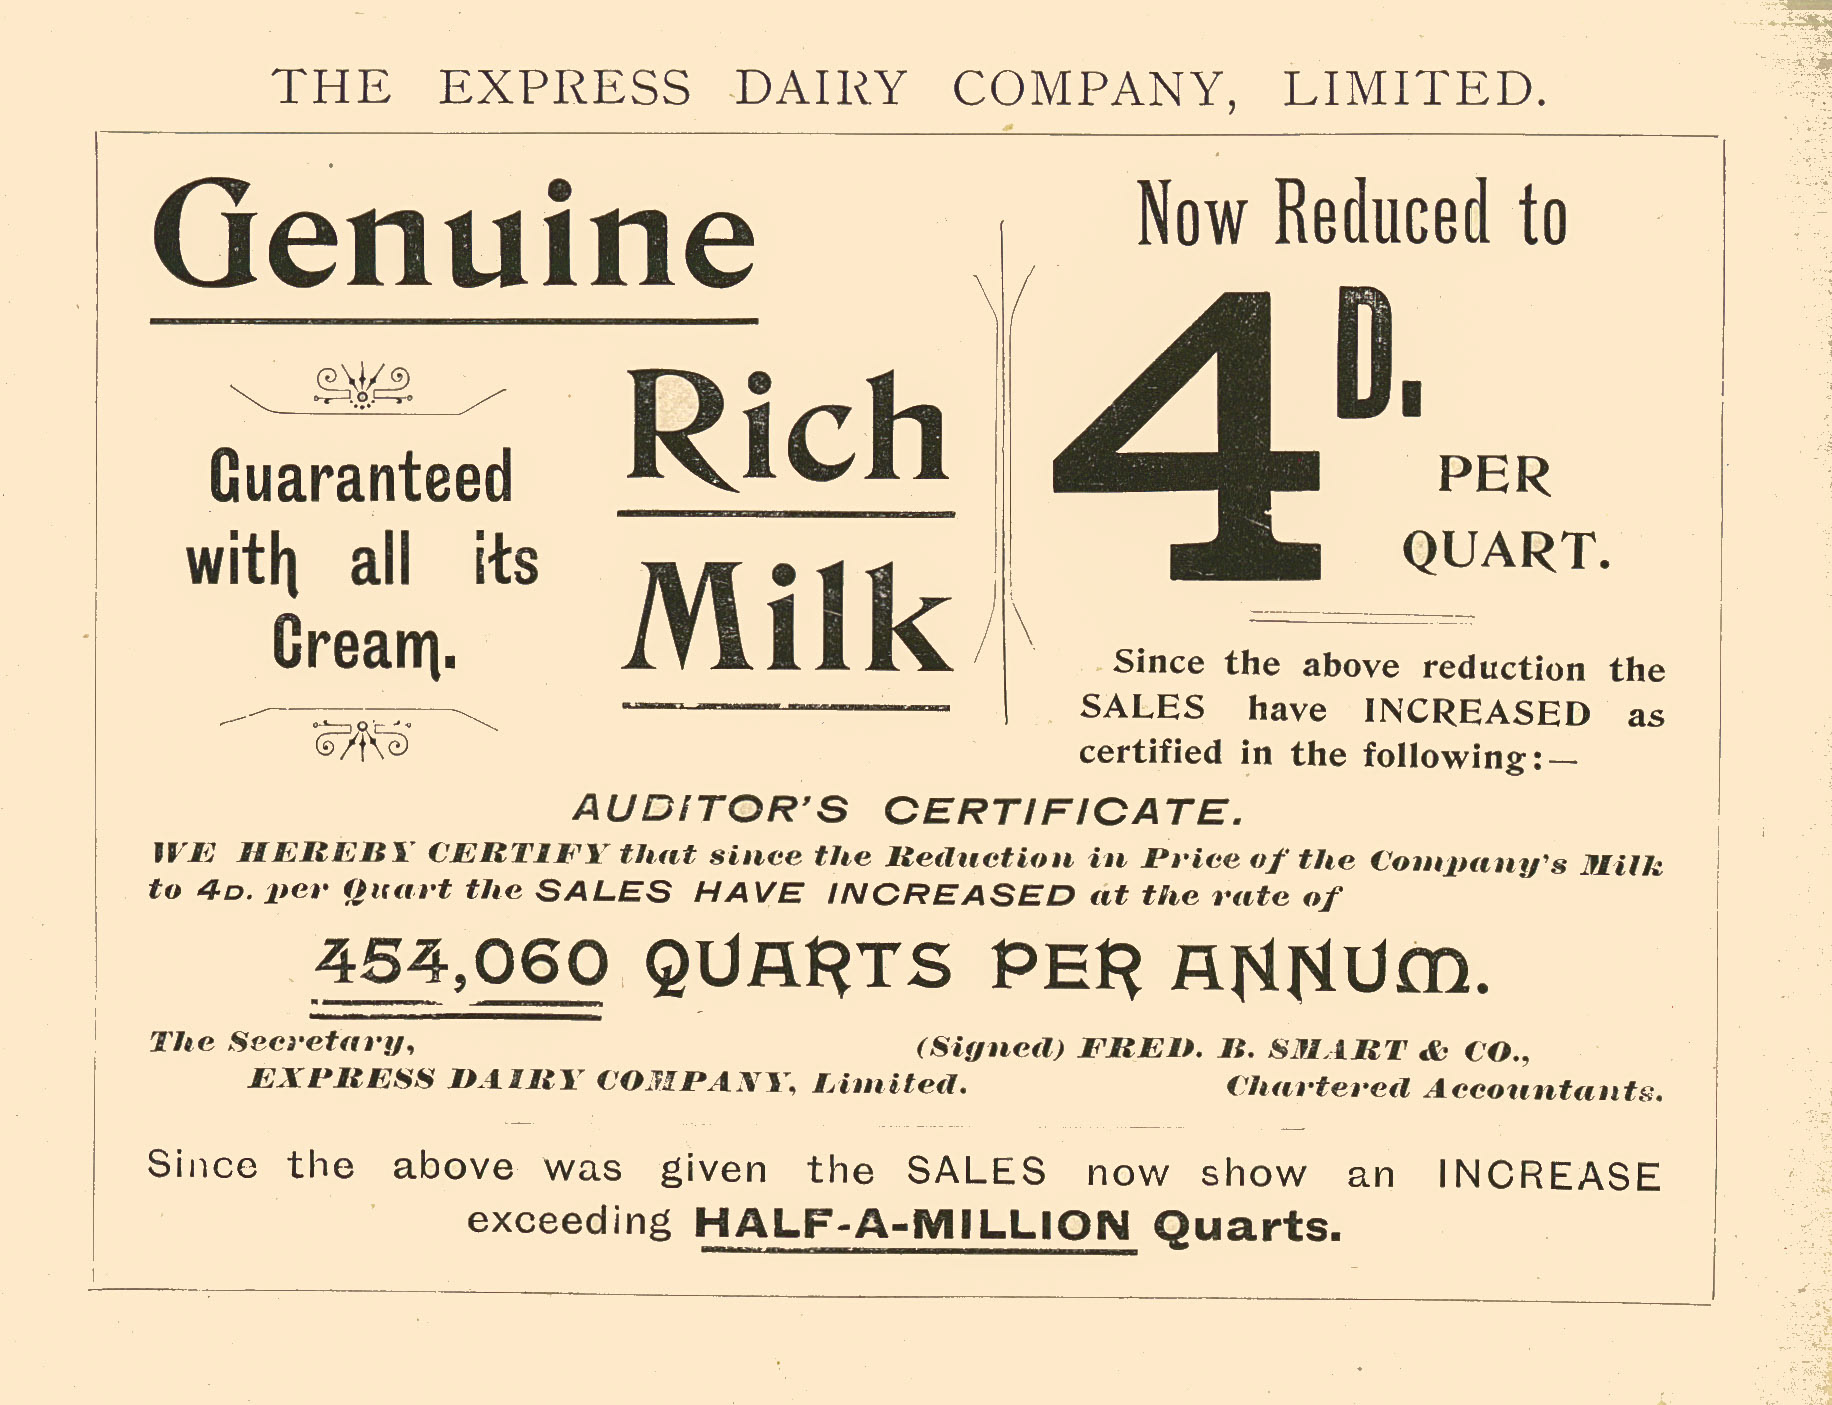 THE EXPRESS DAIRY COMPANY, LIMITED.
Genuine
Rich
Milk
Guaranteed
with all its
Cream.
Now Reduced to
4D.
PER
QUART.
Since the above reduction the
SALES have INCREASED as
certified in the following:—
AUDITOR'S CERTIFICATE.
WE HEREBY CERTIFY that since the Reduction in Price of the Company's Milk
to 4D. per Quart the SALES HAVE INCREASED at the rate of
454,060 QUARTS PER ANNUM.
The Secretary,
EXPRESS DAIRY COMPANY, Limited.
(Signed) FRED. B. SMART & CO.,
Chartered Accountants.
Since the above was given the SALES now show an INCREASE
exceeding HALF-A-MILLION Quarts.